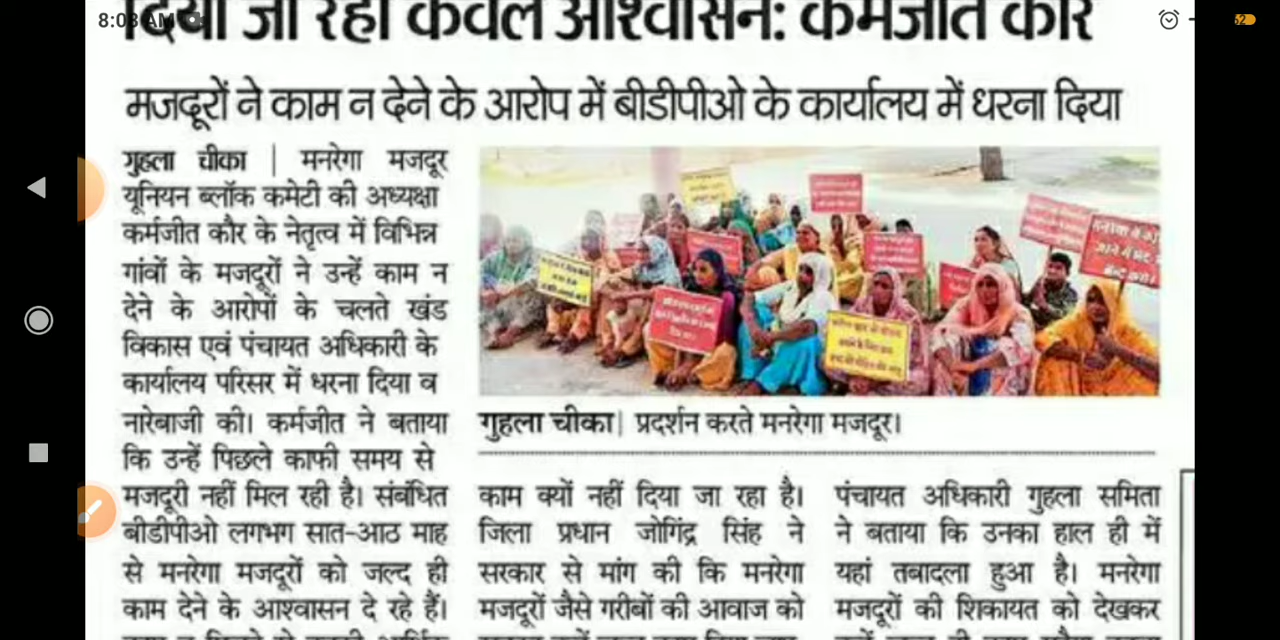 8:03 AM
दिया जा रहा केवल आश्वासन: कर्मजीत कौर
मजदूरों ने काम न देने के आरोप में बीडीपीओ के कार्यालय में धरना दिया
गुहला चीका | मनरेगा मजदूर
यूनियन ब्लॉक कमेटी की अध्यक्षा
कर्मजीत कौर के नेतृत्व में विभिन्न
गांवों के मजदूरों ने उन्हें काम न
देने के आरोपों के चलते खंड
विकास एवं पंचायत अधिकारी के
कार्यालय परिसर में धरना दिया व
नारेबाजी की। कर्मजीत ने बताया
कि उन्हें पिछले काफी समय से
मजदूरी नहीं मिल रही है। संबंधित
बीडीपीओ लगभग सात-आठ माह
से मनरेगा मजदूरों को जल्द ही
काम देने के आश्वासन दे रहे हैं।
गुहला चीका| प्रदर्शन करते मनरेगा मजदूर।
काम क्यों नहीं दिया जा रहा है।
जिला प्रधान जोगिंद्र सिंह ने
सरकार से मांग की कि मनरेगा
मजदूरों जैसे गरीबों की आवाज को
पंचायत अधिकारी गुहला समिता
ने बताया कि उनका हाल ही में
यहां तबादला हुआ है। मनरेगा
मजदूरों की शिकायत को देखकर